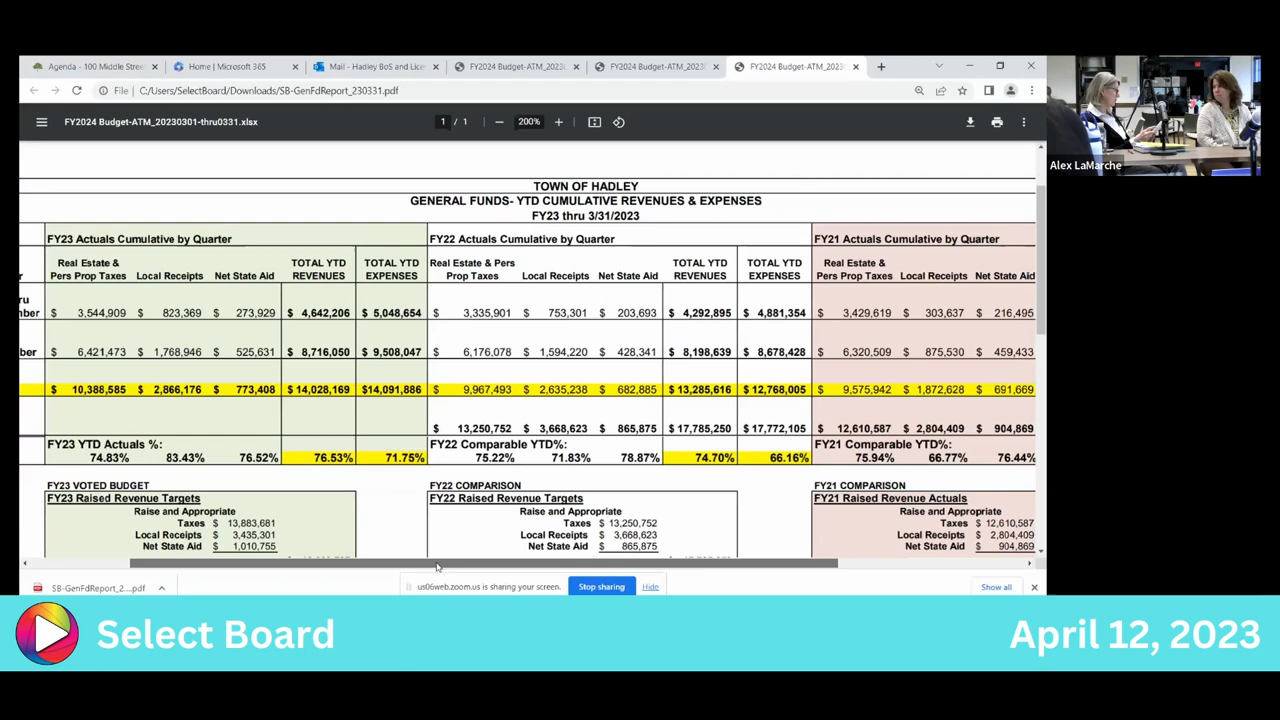 Agenda - 100 Middle Stree
Home | Microsoft 365
Mail - Hadley BoS and Lice
FY2024 Budget-ATM_2023
FY2024 Budget-ATM_2023
FY2024 Budget-ATM_2023
File | C:/Users/SelectBoard/Downloads/SB-GenFdReport_230331.pdf
FY2024 Budget-ATM_20230301-thru0331.xlsx
1 / 1
200%
Alex LaMarche
TOWN OF HADLEY
GENERAL FUNDS- YTD CUMULATIVE REVENUES & EXPENSES
FY23 thru 3/31/2023
FY23 Actuals Cumulative by Quarter FY22 Actuals Cumulative by Quarter FY21 Actuals Cumulative by Quarter
Real Estate & TOTAL YTD TOTAL YTD Real Estate & Pers TOTAL YTD TOTAL YTD Real Estate &
Pers Prop Taxes Local Receipts Net State Aid REVENUES EXPENSES Prop Taxes Local Receipts Net State Aid REVENUES EXPENSES Pers Prop Taxes Local Receipts Net State Aid
ru
mber $ 3,544,909 $ 823,369 $ 273,929 $ 4,642,206 $ 5,048,654 $ 3,335,901 $ 753,301 $ 203,693 $ 4,292,895 $ 4,881,354 $ 3,429,619 $ 303,637 $ 216,495
ber $ 6,421,473 $ 1,768,946 $ 525,631 $ 8,716,050 $ 9,508,047 $ 6,176,078 $ 1,594,220 $ 428,341 $ 8,198,639 $ 8,678,428 $ 6,320,509 $ 875,530 $ 459,433
$ 10,388,585 $ 2,866,176 $ 773,408 $ 14,028,169 $14,091,886 $ 9,967,493 $ 2,635,238 $ 682,885 $13,285,616 $ 12,768,005 $ 9,575,942 $ 1,872,628 $ 691,669
$ 13,250,752 $ 3,668,623 $ 865,875 $ 17,785,250 $ 17,772,105 $ 12,610,587 $ 2,804,409 $ 904,869
FY23 YTD Actuals %: FY22 Comparable YTD%: FY21 Comparable YTD%:
74.83% 83.43% 76.52% 76.53% 71.75% 75.22% 71.83% 78.87% 74.70% 66.16% 75.94% 66.77% 76.44%
FY23 VOTED BUDGET FY22 COMPARISON FY21 COMPARISON
FY23 Raised Revenue Targets FY22 Raised Revenue Targets FY21 Raised Revenue Actuals
Raise and Appropriate Raise and Appropriate Raise and Appropriate
Taxes $ 13,883,681 Taxes $ 13,250,752 Taxes $ 12,610,587
Local Receipts $ 3,435,301 Local Receipts $ 3,668,623 Local Receipts $ 2,804,409
Net State Aid $ 1,010,755 Net State Aid $ 865,875 Net State Aid $ 904,869
SB-GenFdReport_2....pdf
us06web.zoom.us is sharing your screen.
Stop sharing
Hide
Show all
Select Board
April 12, 2023